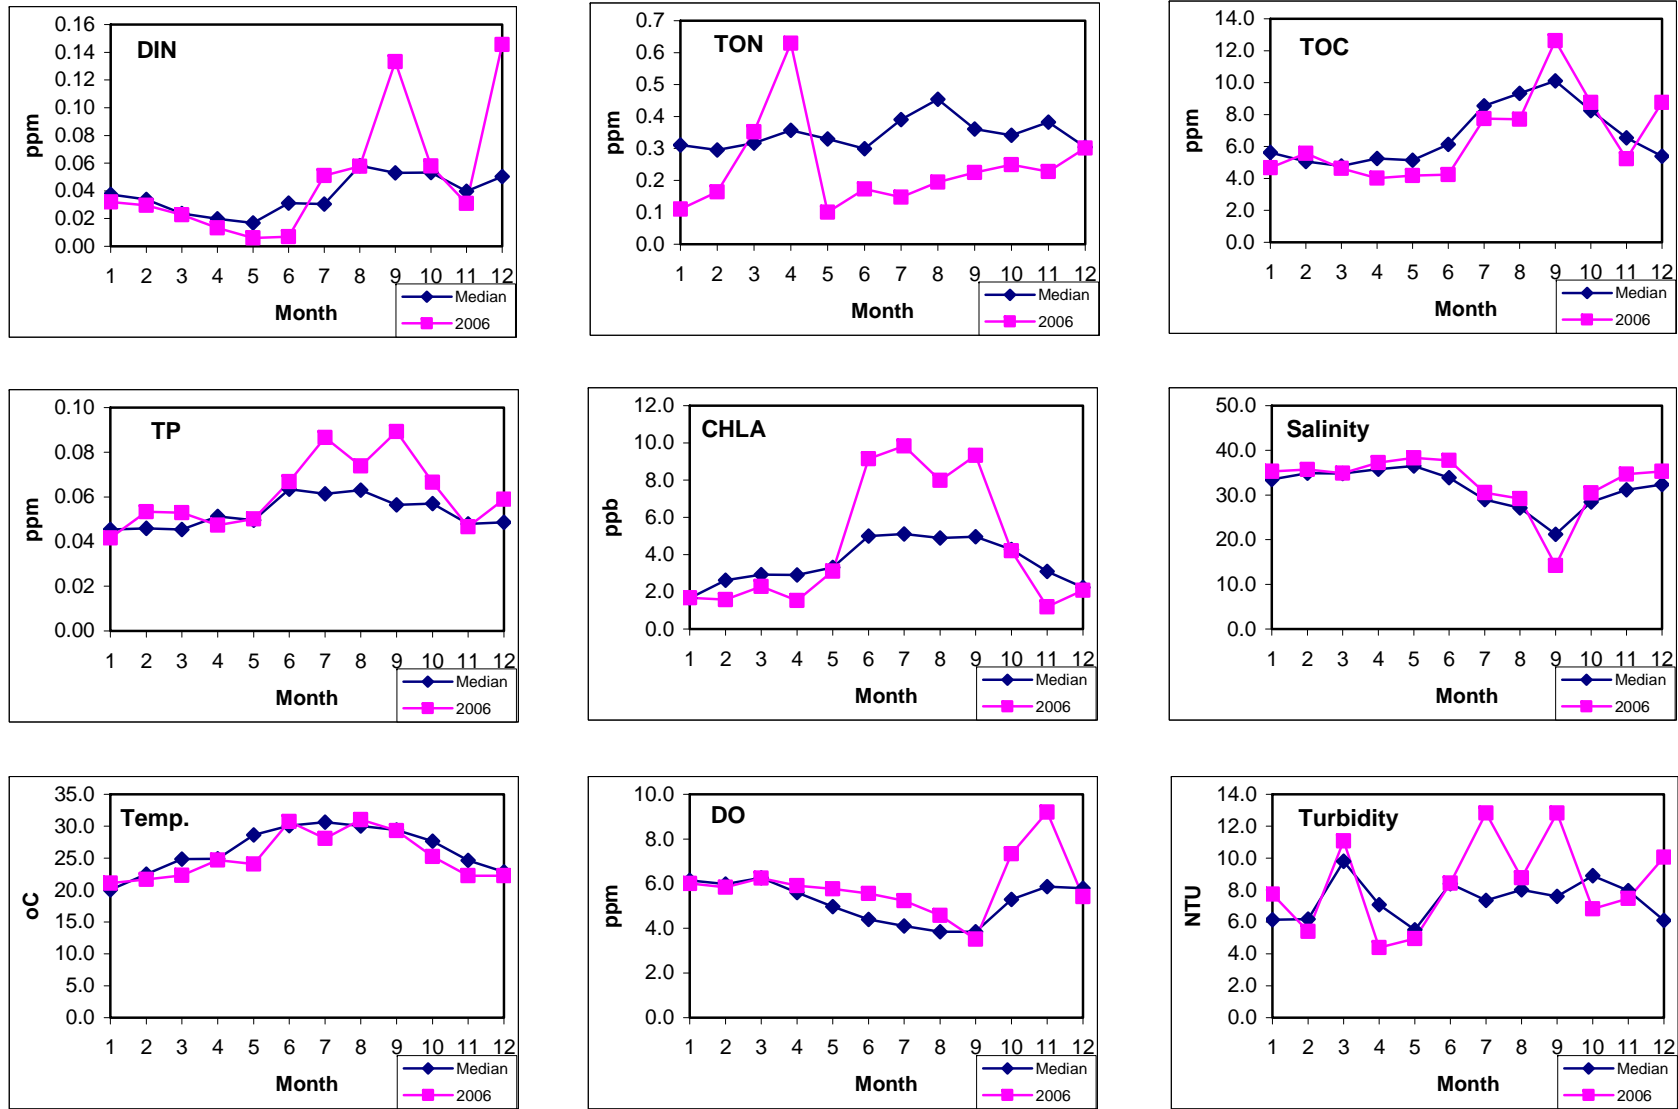 DIN
ppm
0.16
0.14
0.12
0.10
0.08
0.06
0.04
0.02
0.00
1 2 3 4 5 6 7 8 9 10 11 12
Month
Median
2006
TON
ppm
0.7
0.6
0.5
0.4
0.3
0.2
0.1
0.0
1 2 3 4 5 6 7 8 9 10 11 12
Month
Median
2006
TOC
ppm
14.0
12.0
10.0
8.0
6.0
4.0
2.0
0.0
1 2 3 4 5 6 7 8 9 10 11 12
Month
Median
2006
TP
ppm
0.10
0.08
0.06
0.04
0.02
0.00
1 2 3 4 5 6 7 8 9 10 11 12
Month
Median
2006
CHLA
ppb
12.0
10.0
8.0
6.0
4.0
2.0
0.0
1 2 3 4 5 6 7 8 9 10 11 12
Month
Median
2006
Salinity
50.0
40.0
30.0
20.0
10.0
0.0
1 2 3 4 5 6 7 8 9 10 11 12
Month
Median
2006
Temp.
oC
35.0
30.0
25.0
20.0
15.0
10.0
5.0
0.0
1 2 3 4 5 6 7 8 9 10 11 12
Month
Median
2006
DO
ppm
10.0
8.0
6.0
4.0
2.0
0.0
1 2 3 4 5 6 7 8 9 10 11 12
Month
Median
2006
Turbidity
NTU
14.0
12.0
10.0
8.0
6.0
4.0
2.0
0.0
1 2 3 4 5 6 7 8 9 10 11 12
Month
Median
2006